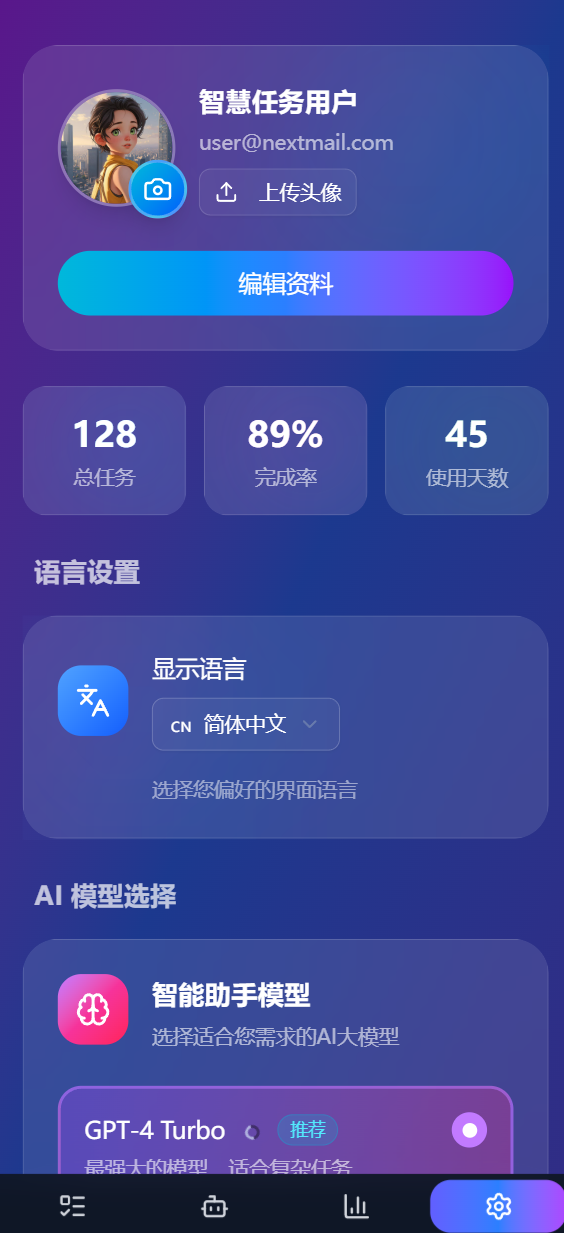 智慧任务用户
user@nextmail.com
上传头像
编辑资料
128
总任务
89%
完成率
45
使用天数
语言设置
显示语言
CN 简体中文
选择您偏好的界面语言
AI 模型选择
智能助手模型
选择适合您需求的AI大模型
GPT-4 Turbo 推荐
最强大的模型，适合复杂任务